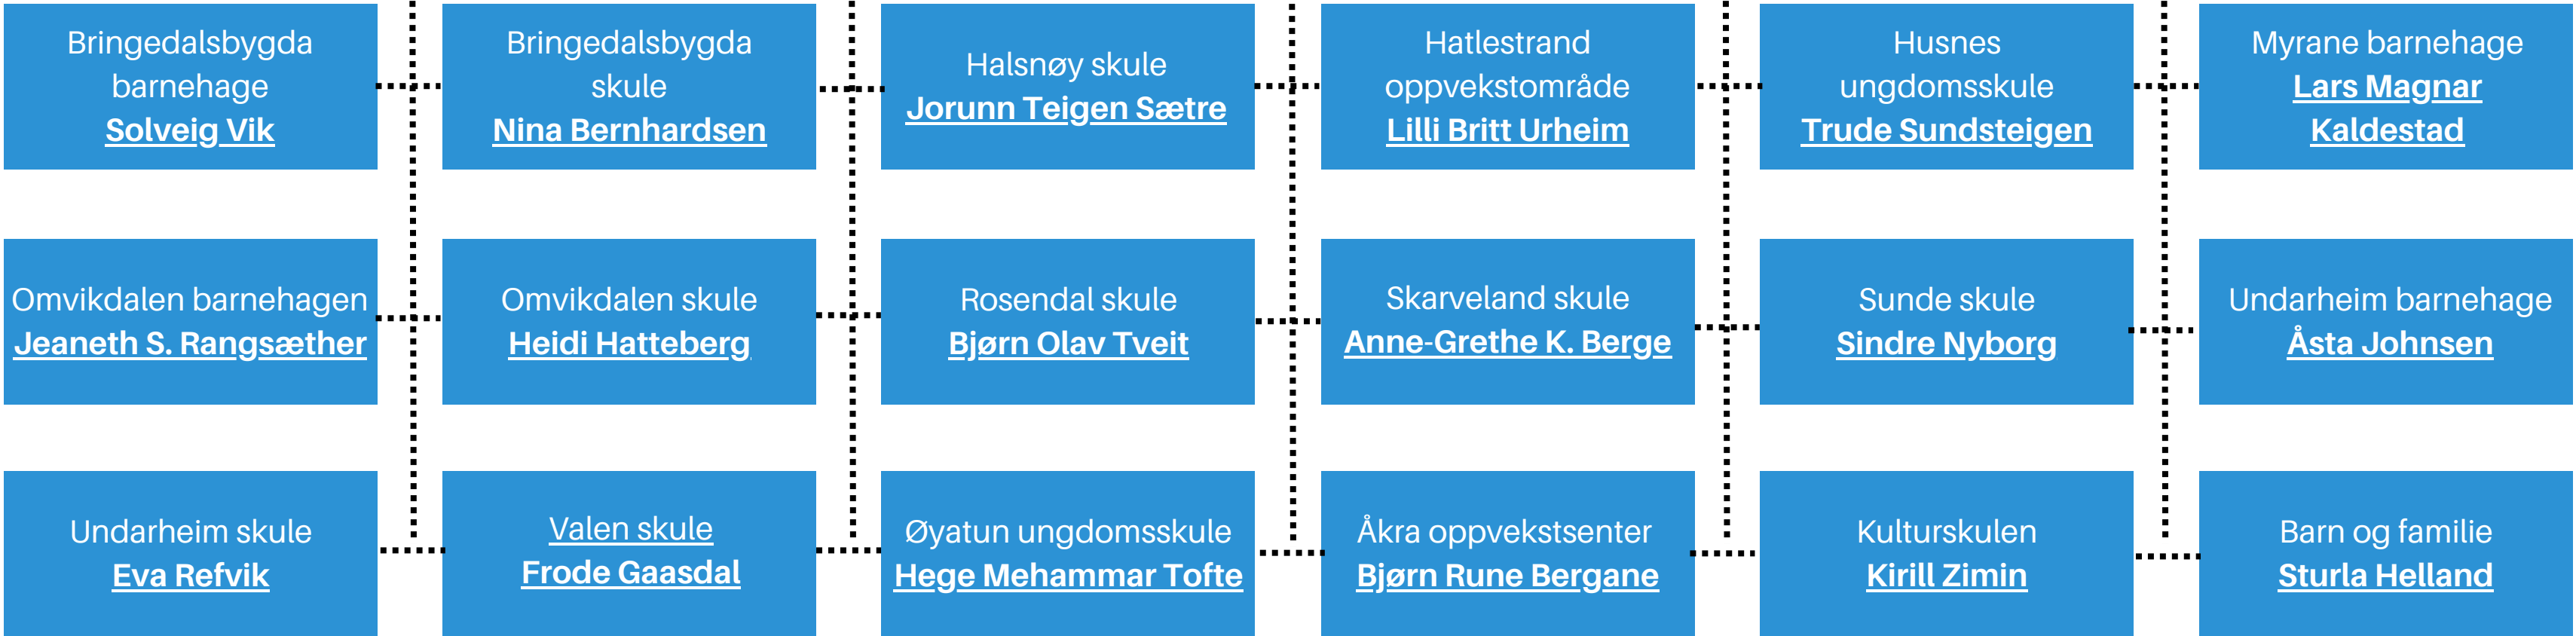 Bringedalsbygda
barnehage
Solveig Vik
Bringedalsbygda
skule
Nina Bernhardsen
Halsnøy skule
Jorunn Teigen Sætre
Hatlestrand
oppvekstområde
Lilli Britt Urheim
Husnes
ungdomsskule
Trude Sundsteigen
Myrane barnehage
Lars Magnar
Kaldestad
Omvikdalen barnehagen
Jeaneth S. Rangsæther
Omvikdalen skule
Heidi Hatteberg
Rosendal skule
Bjørn Olav Tveit
Skarveland skule
Anne-Grethe K. Berge
Sunde skule
Sindre Nyborg
Undarheim barnehage
Åsta Johnsen
Undarheim skule
Eva Refvik
Valen skule
Frode Gaasdal
Øyatun ungdomsskule
Hege Mehammar Tofte
Åkra oppvekstsenter
Bjørn Rune Bergane
Kulturskulen
Kirill Zimin
Barn og familie
Sturla Helland